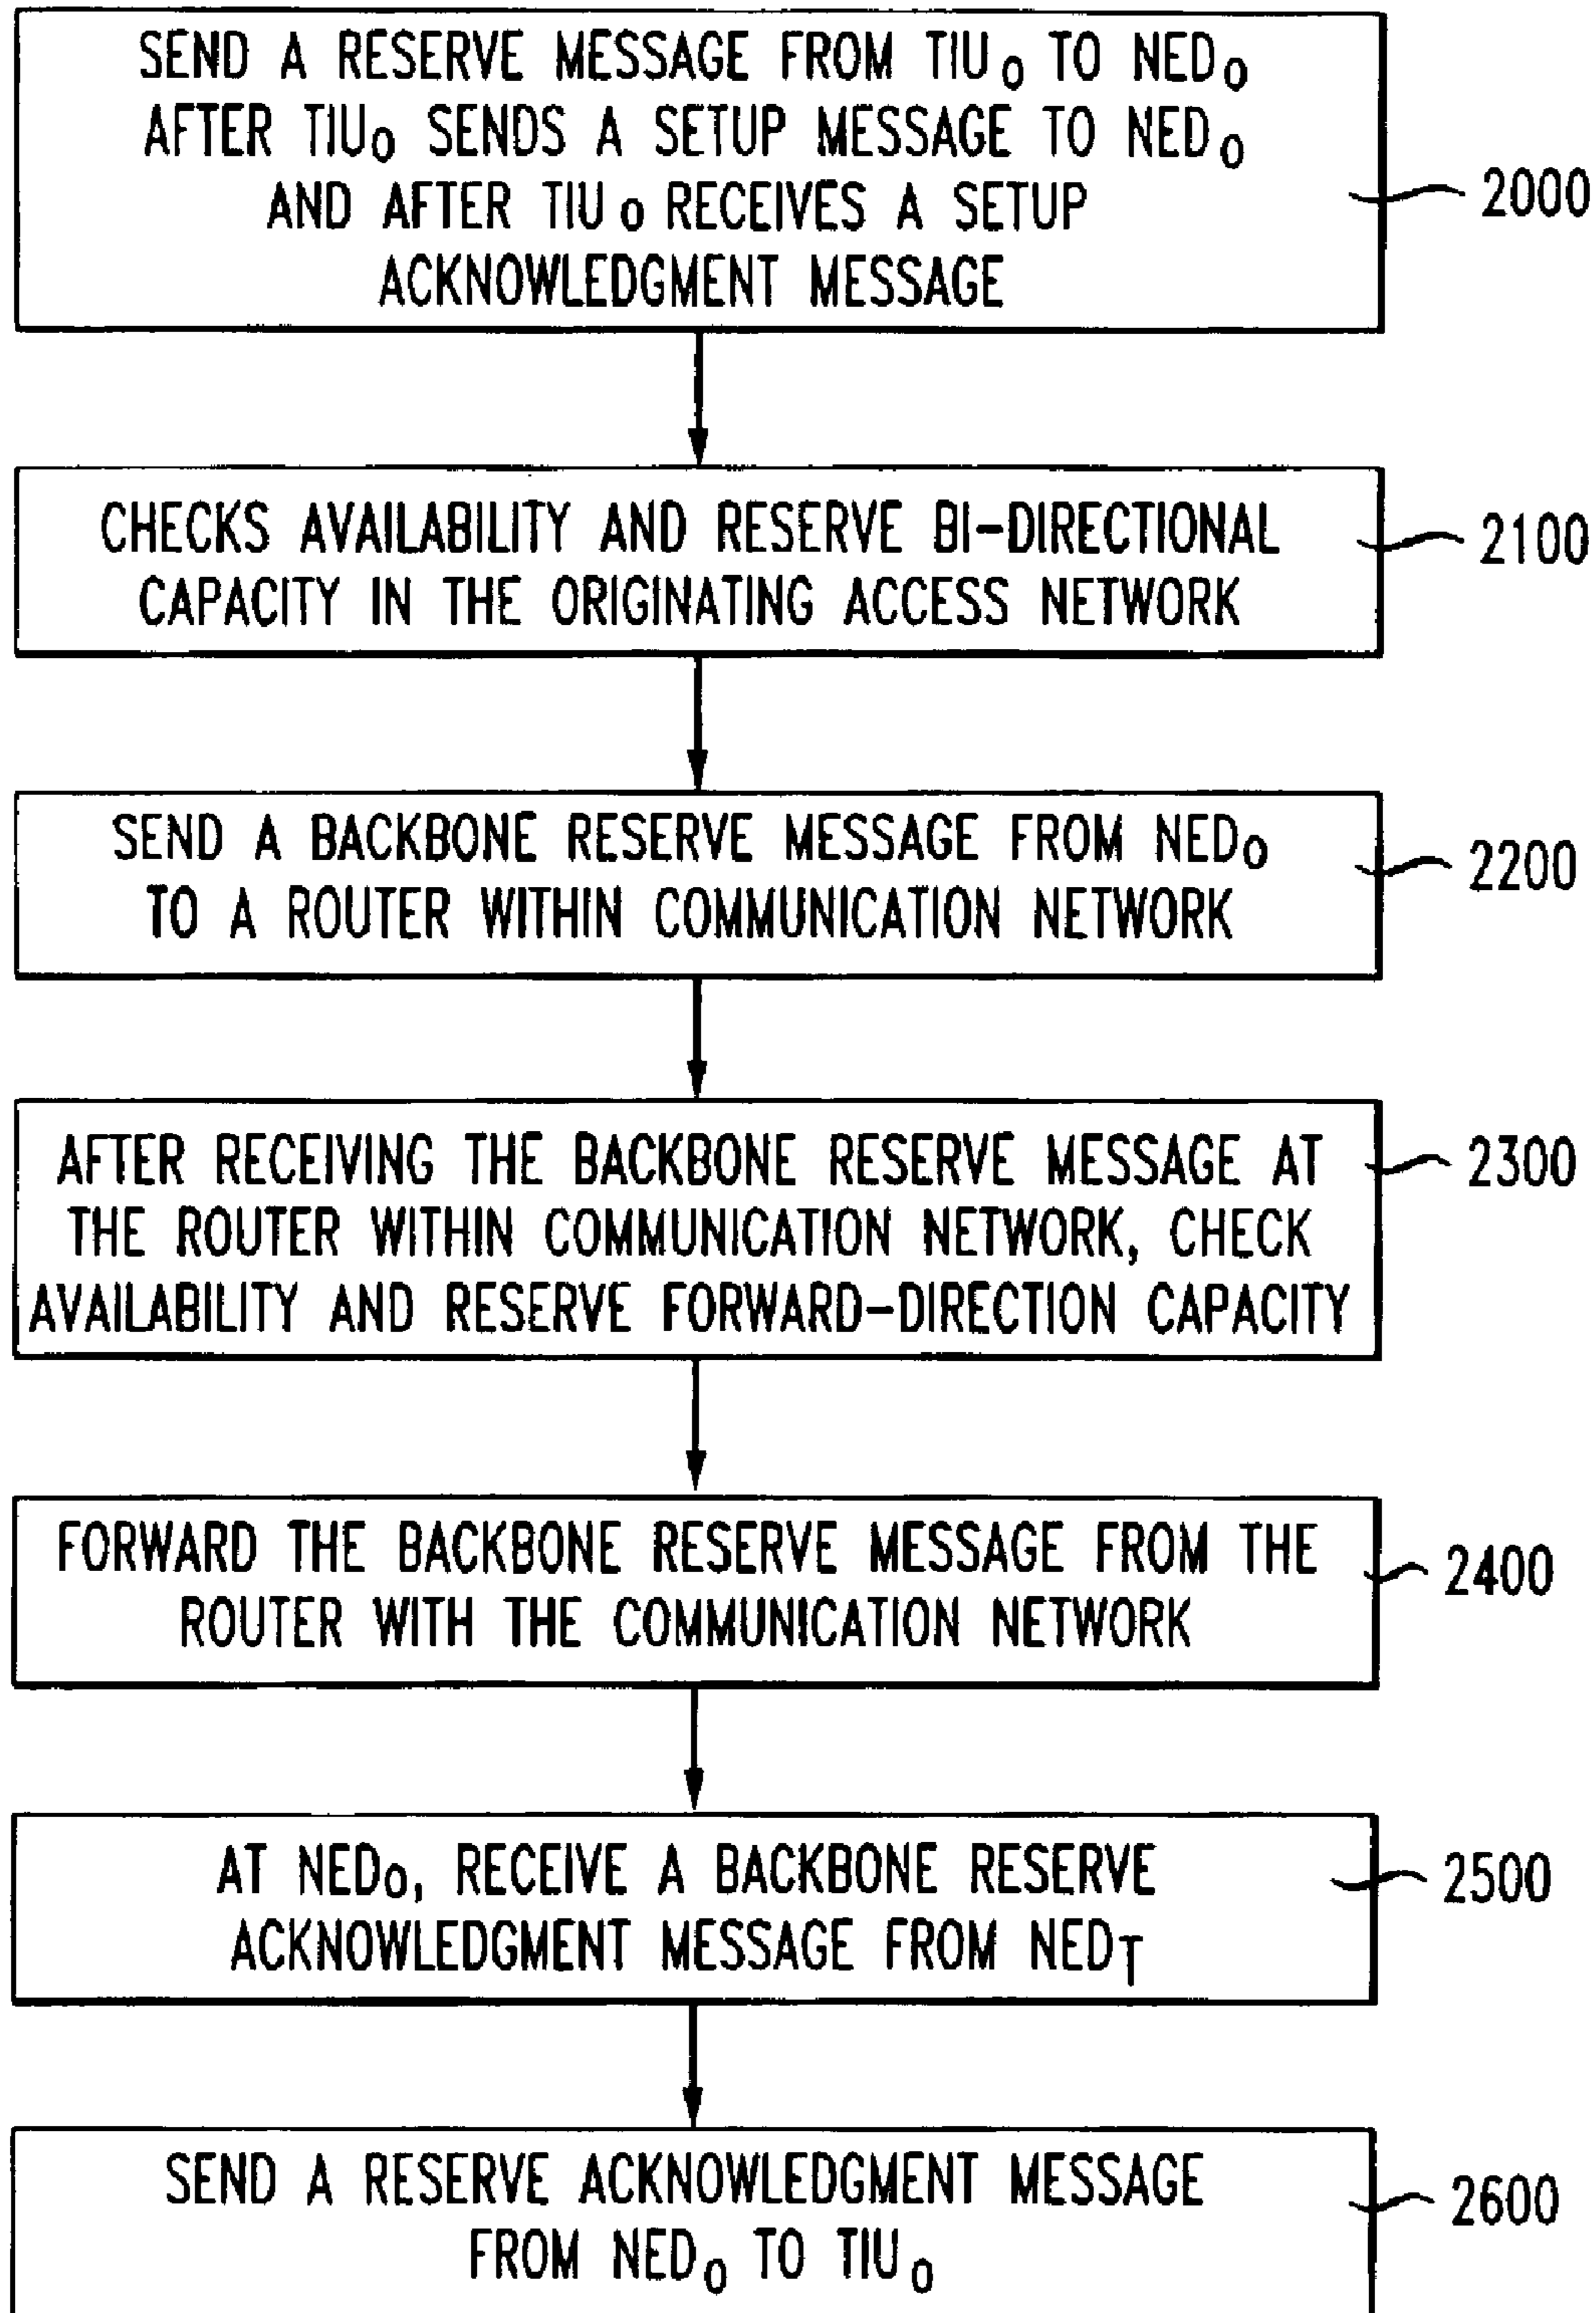 SEND A RESERVE MESSAGE FROM TIU₀ TO NED₀
AFTER TIU₀ SENDS A SETUP MESSAGE TO NED₀
AND AFTER TIU₀ RECEIVES A SETUP
ACKNOWLEDGMENT MESSAGE
2000
CHECKS AVAILABILITY AND RESERVE BI-DIRECTIONAL
CAPACITY IN THE ORIGINATING ACCESS NETWORK
2100
SEND A BACKBONE RESERVE MESSAGE FROM NED₀
TO A ROUTER WITHIN COMMUNICATION NETWORK
2200
AFTER RECEIVING THE BACKBONE RESERVE MESSAGE AT
THE ROUTER WITHIN COMMUNICATION NETWORK, CHECK
AVAILABILITY AND RESERVE FORWARD-DIRECTION CAPACITY
2300
FORWARD THE BACKBONE RESERVE MESSAGE FROM THE
ROUTER WITH THE COMMUNICATION NETWORK
2400
AT NED₀, RECEIVE A BACKBONE RESERVE
ACKNOWLEDGMENT MESSAGE FROM NEDT
2500
SEND A RESERVE ACKNOWLEDGMENT MESSAGE
FROM NED₀ TO TIU₀
2600